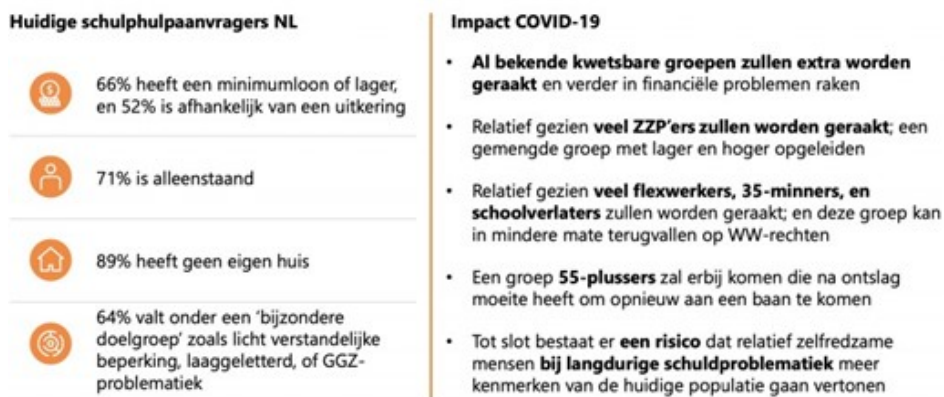 Huidige schulphulpaanvragers NL
66% heeft een minimumloon of lager,
en 52% is afhankelijk van een uitkering
71% is alleenstaand
89% heeft geen eigen huis
64% valt onder een ‘bijzondere
doelgroep’ zoals licht verstandelijke
beperking, laaggeletterd, of GGZ-
problematiek
Impact COVID-19
• Al bekende kwetsbare groepen zullen extra worden
geraakt en verder in financiële problemen raken
• Relatief gezien veel ZZP’ers zullen worden geraakt; een
gemengde groep met lager en hoger opgeleiden
• Relatief gezien veel flexwerkers, 35-minners, en
schoolverlaters zullen worden geraakt; en deze groep kan
in mindere mate terugvallen op WW-rechten
• Een groep 55-plussers zal erbij komen die na ontslag
moeite heeft om opnieuw aan een baan te komen
• Tot slot bestaat er een risico dat relatief zelfredzame
mensen bij langdurige schuldproblematiek meer
kenmerken van de huidige populatie gaan vertonen